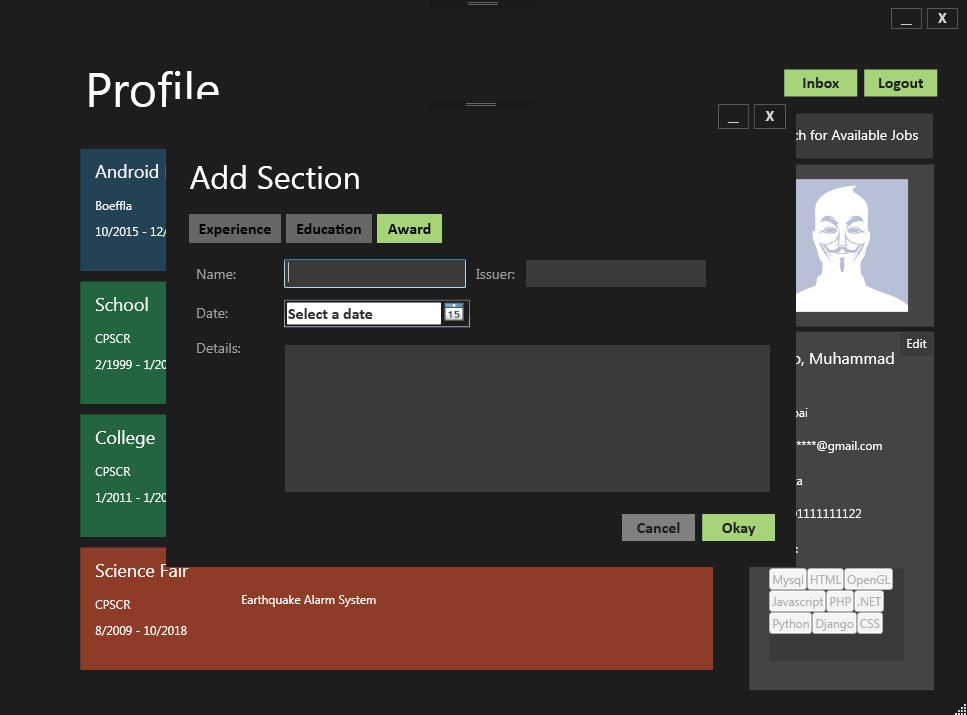 _ X
Profile
Inbox
Logout
_ X
ch for Available Jobs
Android
Boeffla
10/2015 - 12/
Add Section
Experience
Education
Award
Name:
Issuer:
Date:
Select a date
15
Details:
School
CPSCR
2/1999 - 1/20
Edit
o, Muhammad
bai
****@gmail.com
ta
01111111122
:
College
CPSCR
1/2011 - 1/20
Cancel
Okay
Science Fair
CPSCR
8/2009 - 10/2018
Earthquake Alarm System
Mysql HTML OpenGL
Javascript PHP .NET
Python Django CSS